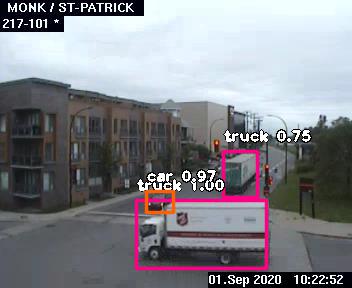 MONK / ST-PATRICK
217-101 *
truck 0.75
car 0.97
truck 1.00
01.Sep 2020 10:22:52